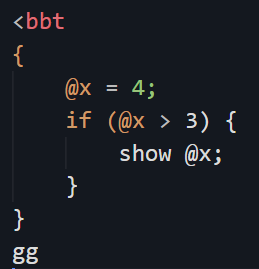 <bbt
{
    @x = 4;
    if (@x > 3) {
        show @x;
    }
}
gg